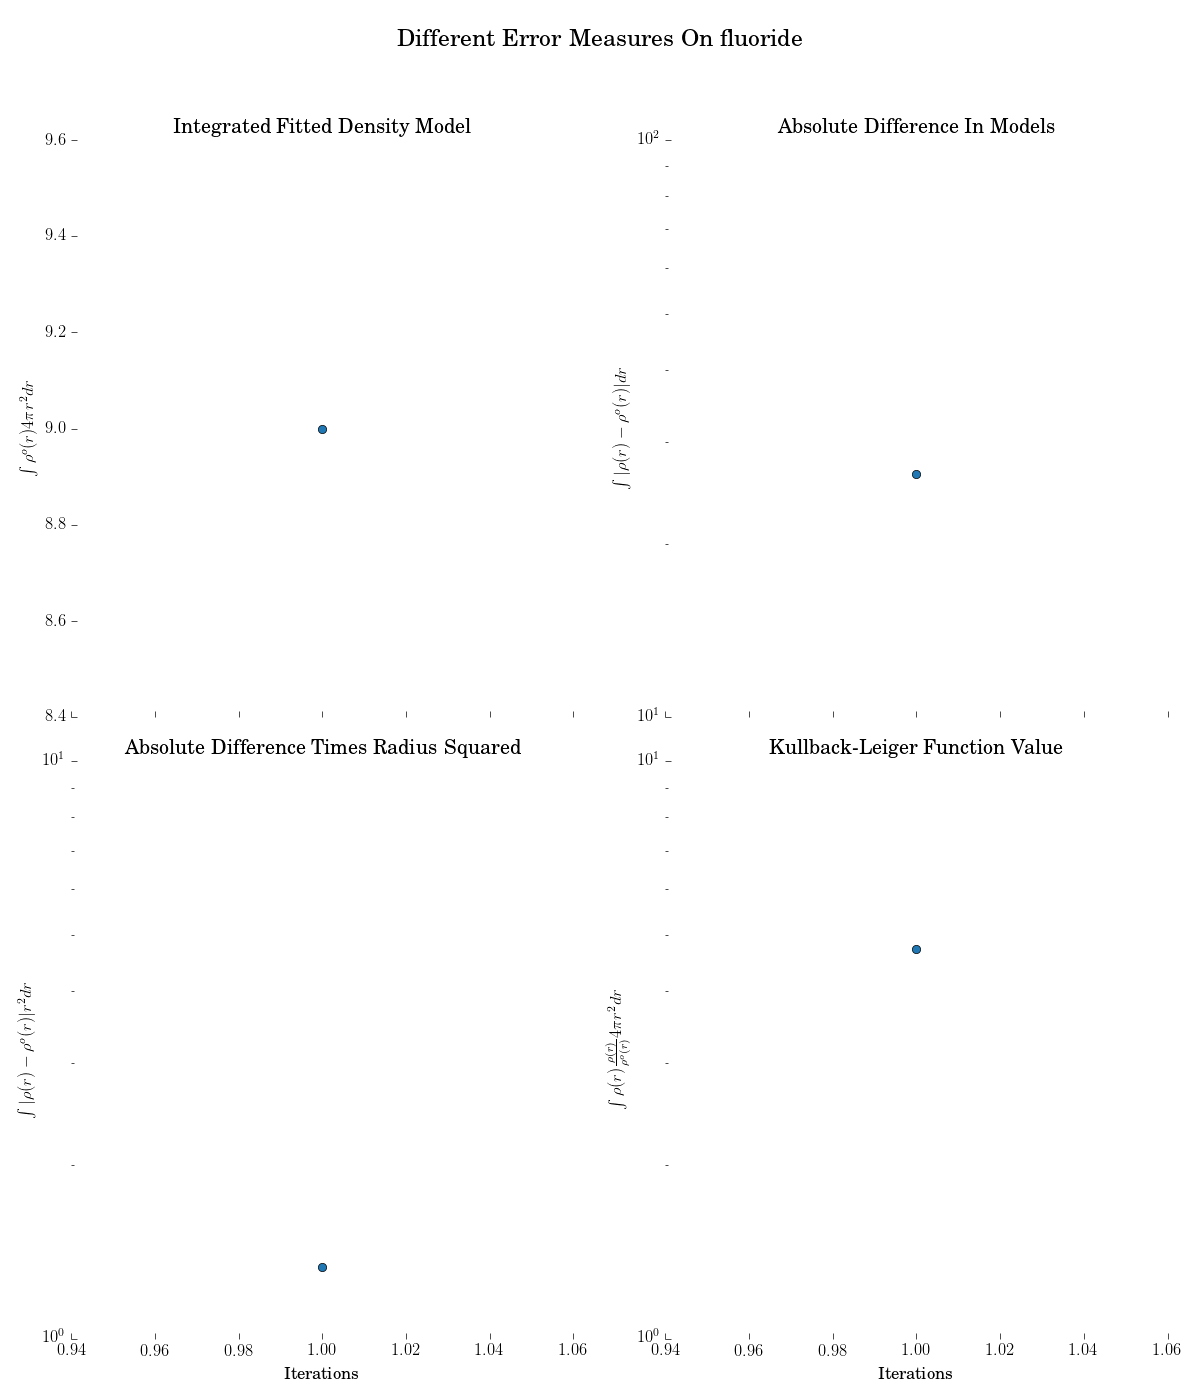 Different Error Measures On fluoride
Integrated Fitted Density Model
9.6
9.4
9.2
9.0
8.8
8.6
8.4
∫ρ^o(r)4πr^2dr
Absolute Difference In Models
10^2
10^1
∫|ρ(r) − ρ^o(r)|dr
Absolute Difference Times Radius Squared
10^1
10^0
∫|ρ(r) − ρ^o(r)|r^2dr
0.94 0.96 0.98 1.00 1.02 1.04 1.06
Iterations
Kullback-Leiger Function Value
10^1
10^0
∫ρ(r) ρ(r)/ρ^o(r) 4πr^2dr
0.94 0.96 0.98 1.00 1.02 1.04 1.06
Iterations